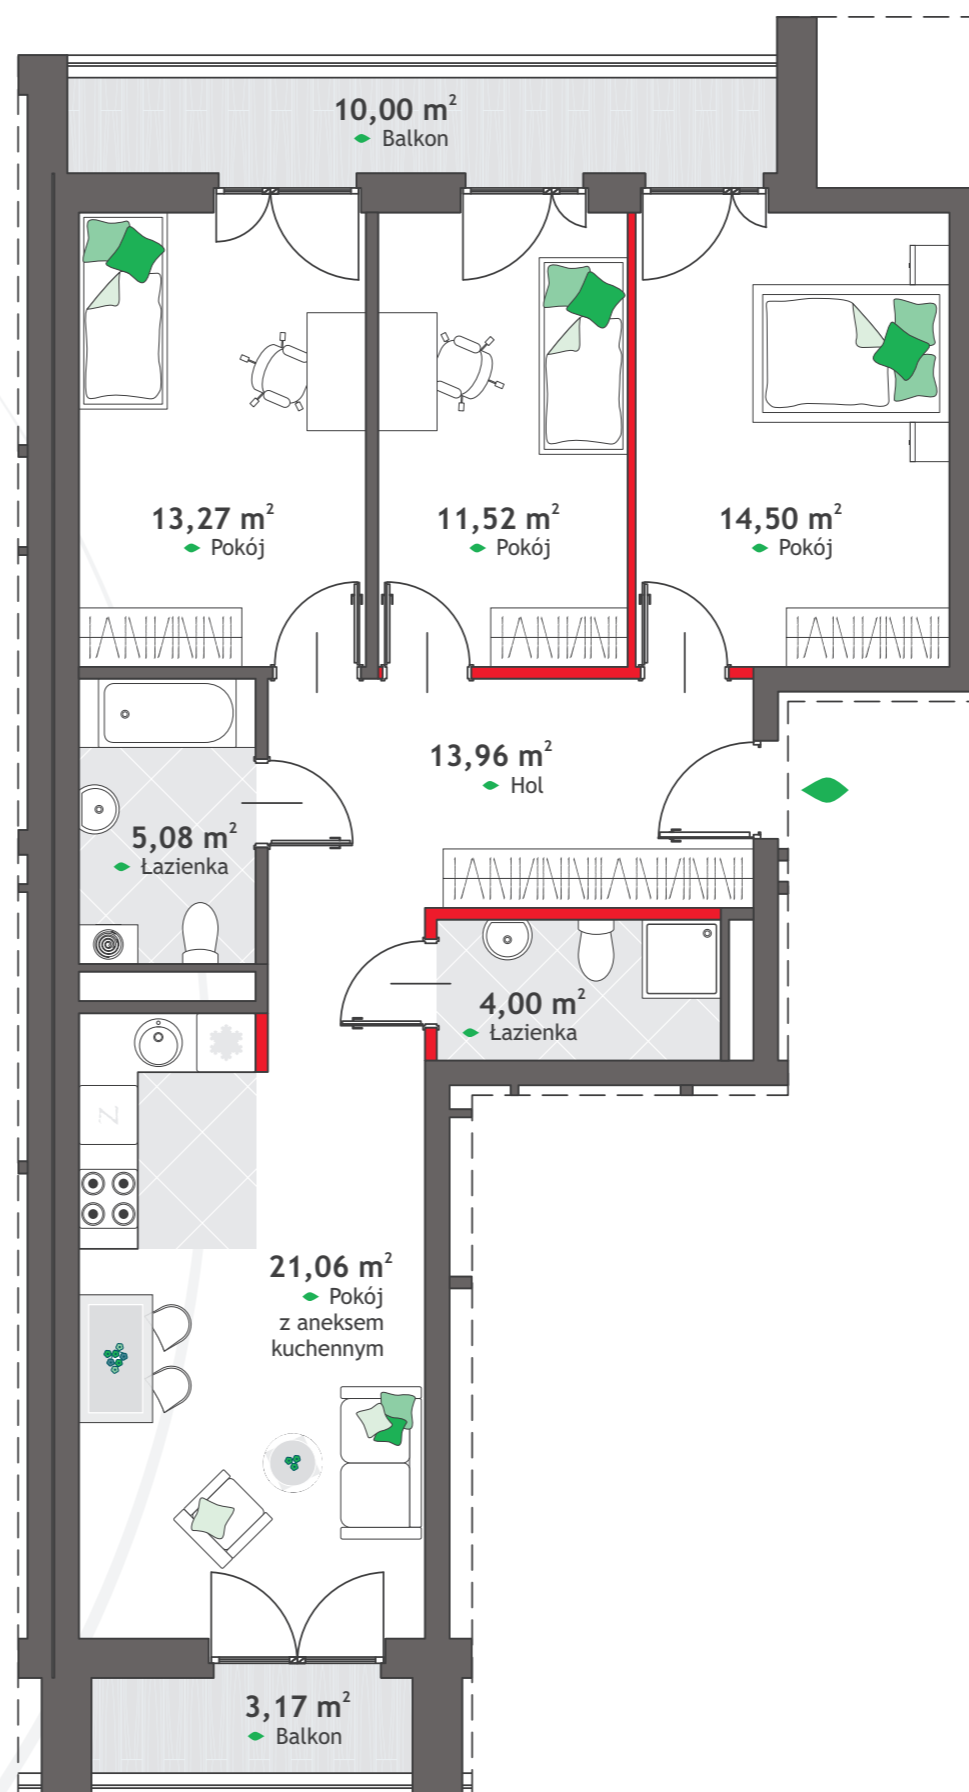 10,00 m²
Balkon
13,27 m²
Pokój
11,52 m²
Pokój
14,50 m²
Pokój
13,96 m²
Hol
5,08 m²
Łazienka
4,00 m²
Łazienka
Z
21,06 m²
Pokój
z aneksem
kuchennym
3,17 m²
Balkon